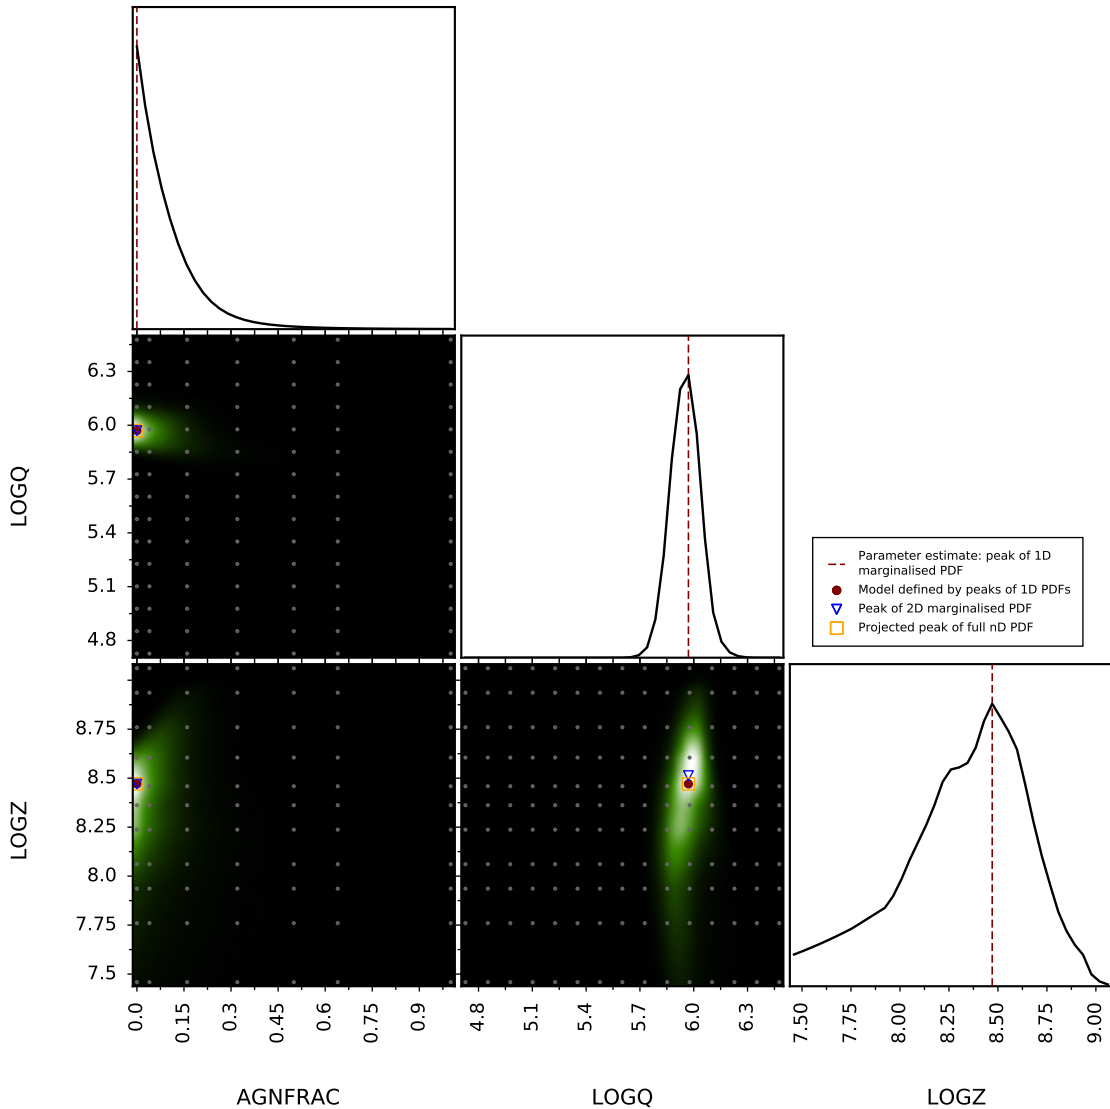 6.3
6.0
5.7
5.4
5.1
4.8
LOGQ
Parameter estimate: peak of 1D
marginalised PDF
Model defined by peaks of 1D PDFs
Peak of 2D marginalised PDF
Projected peak of full nD PDF
8.75
8.5
8.25
8.0
7.75
7.5
LOGZ
0.0 0.15 0.3 0.45 0.6 0.75 0.9
4.8 5.1 5.4 5.7 6.0 6.3
7.50 7.75 8.00 8.25 8.50 8.75 9.00
AGNFRAC LOGQ LOGZ